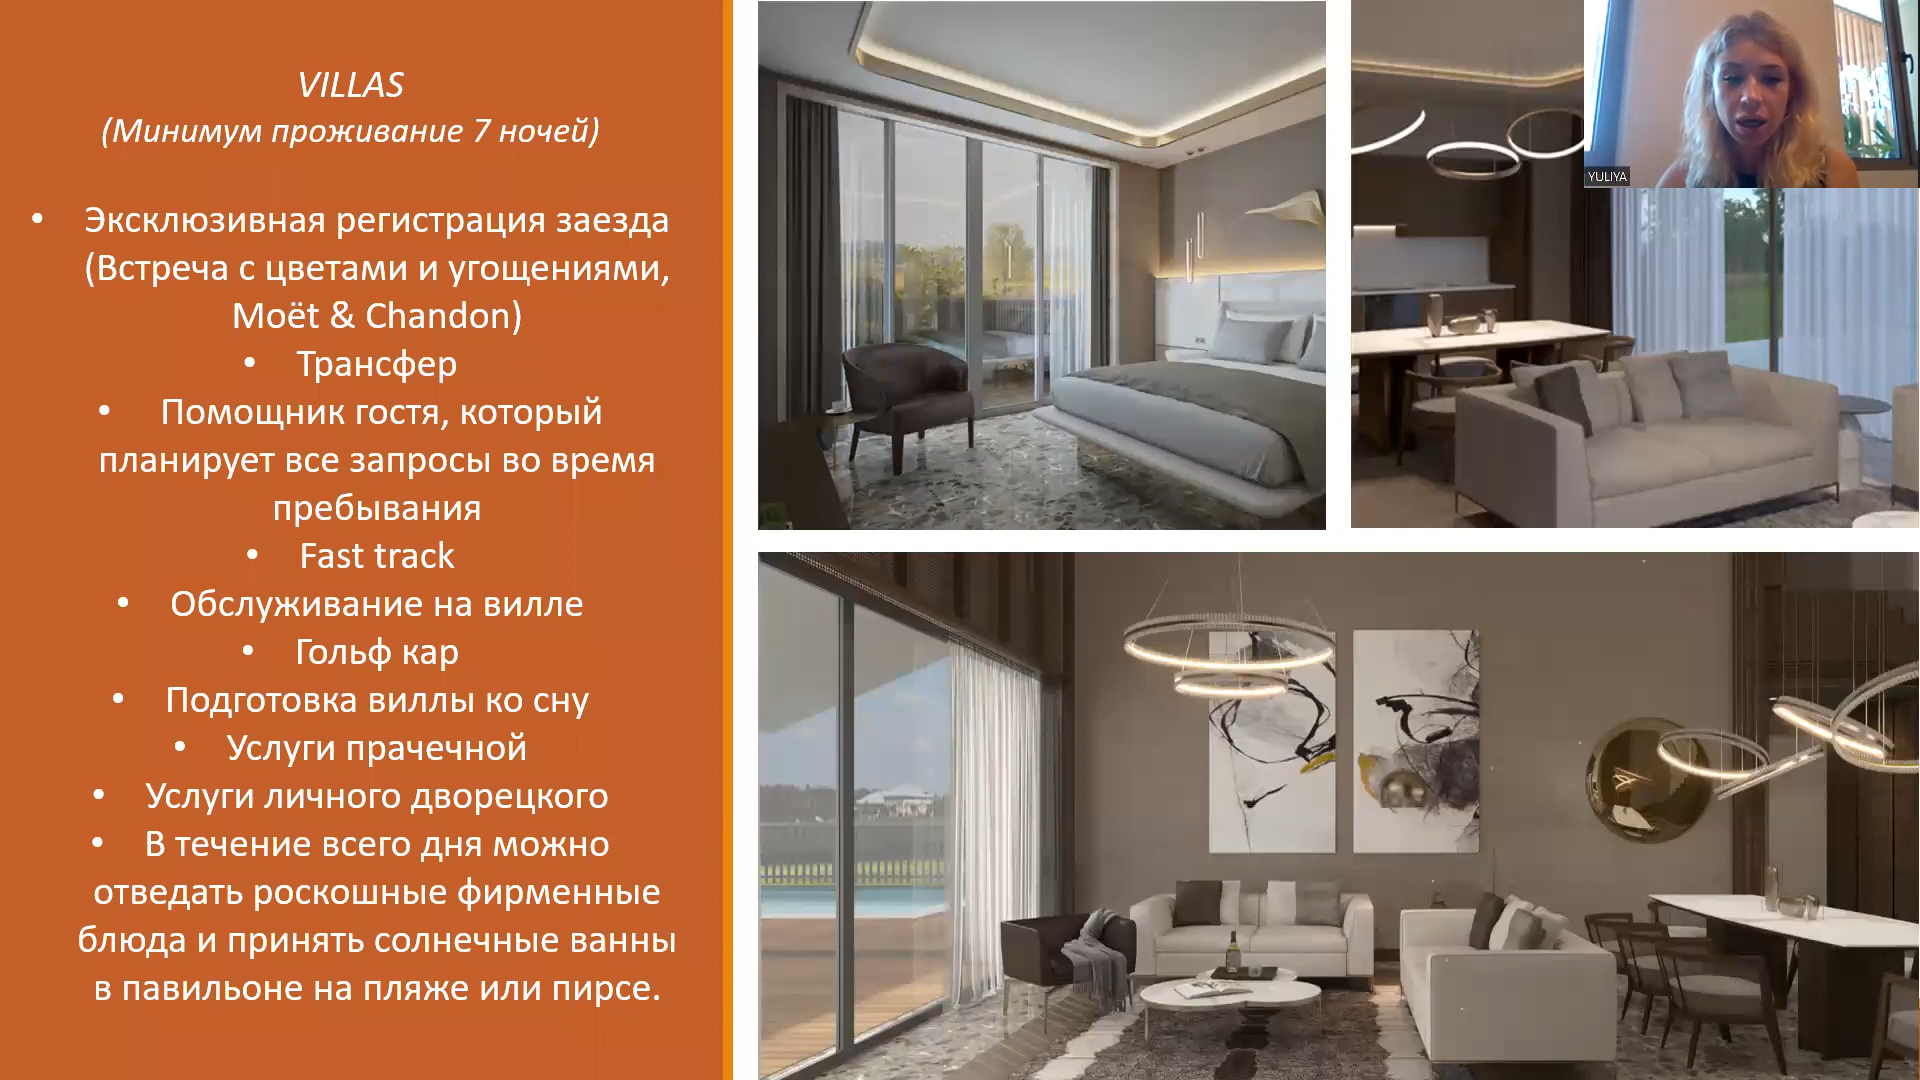 VILLAS
(Минимум проживание 7 ночей)
• Эксклюзивная регистрация заезда
(Встреча с цветами и угощениями,
Moёt & Chandon)
• Трансфер
• Помощник гостя, который
планирует все запросы во время
пребывания
• Fast track
• Обслуживание на вилле
• Гольф кар
• Подготовка виллы ко сну
• Услуги прачечной
• Услуги личного дворецкого
• В течение всего дня можно
отведать роскошные фирменные
блюда и принять солнечные ванны
в павильоне на пляже или пирсе.
YULIYA